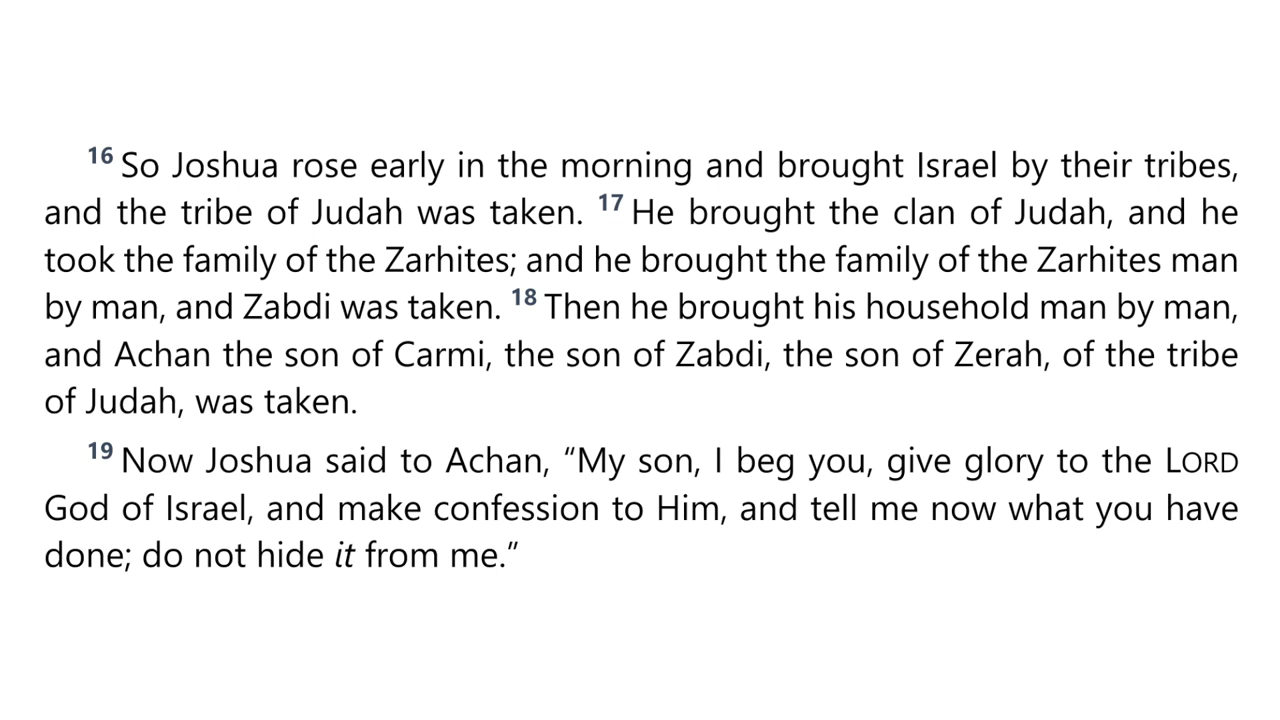 16 So Joshua rose early in the morning and brought Israel by their tribes,
and the tribe of Judah was taken. 17 He brought the clan of Judah, and he
took the family of the Zarhites; and he brought the family of the Zarhites man
by man, and Zabdi was taken. 18 Then he brought his household man by man,
and Achan the son of Carmi, the son of Zabdi, the son of Zerah, of the tribe
of Judah, was taken.
19 Now Joshua said to Achan, “My son, I beg you, give glory to the LORD
God of Israel, and make confession to Him, and tell me now what you have
done; do not hide it from me.”